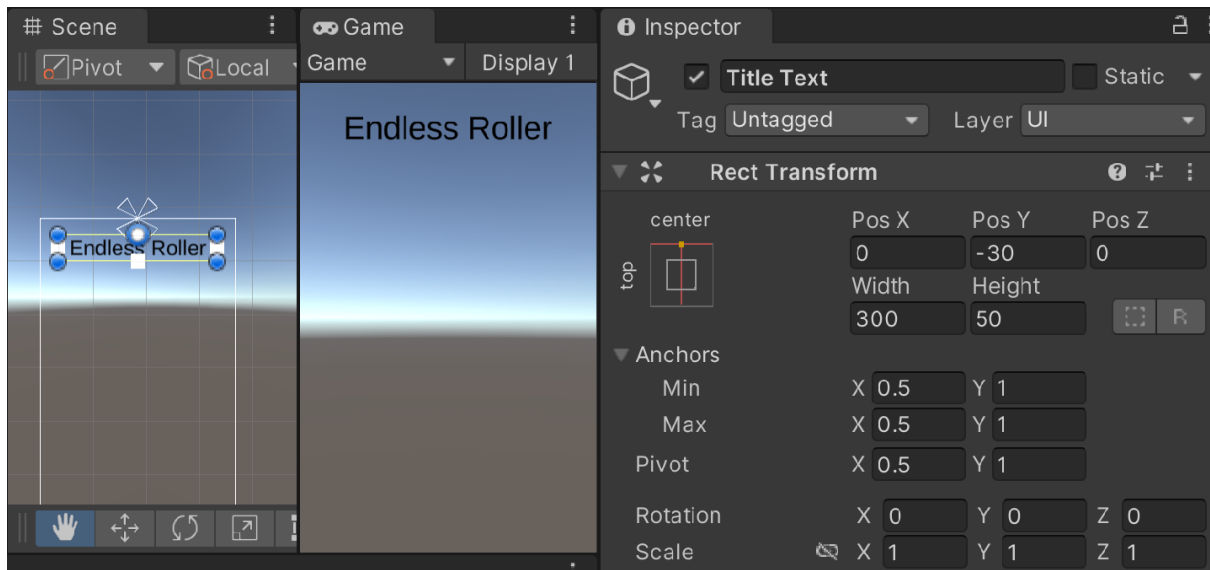 Scene
Pivot
Local
Endless Roller
Game
Game
Display 1
Endless Roller
Inspector
Title Text
Static
Tag Untagged
Layer UI
Rect Transform
center
top
Pos X Pos Y Pos Z
0 -30 0
Width Height
300 50
R
Anchors
Min X 0.5 Y 1
Max X 0.5 Y 1
Pivot X 0.5 Y 1
Rotation X 0 Y 0 Z 0
Scale X 1 Y 1 Z 1